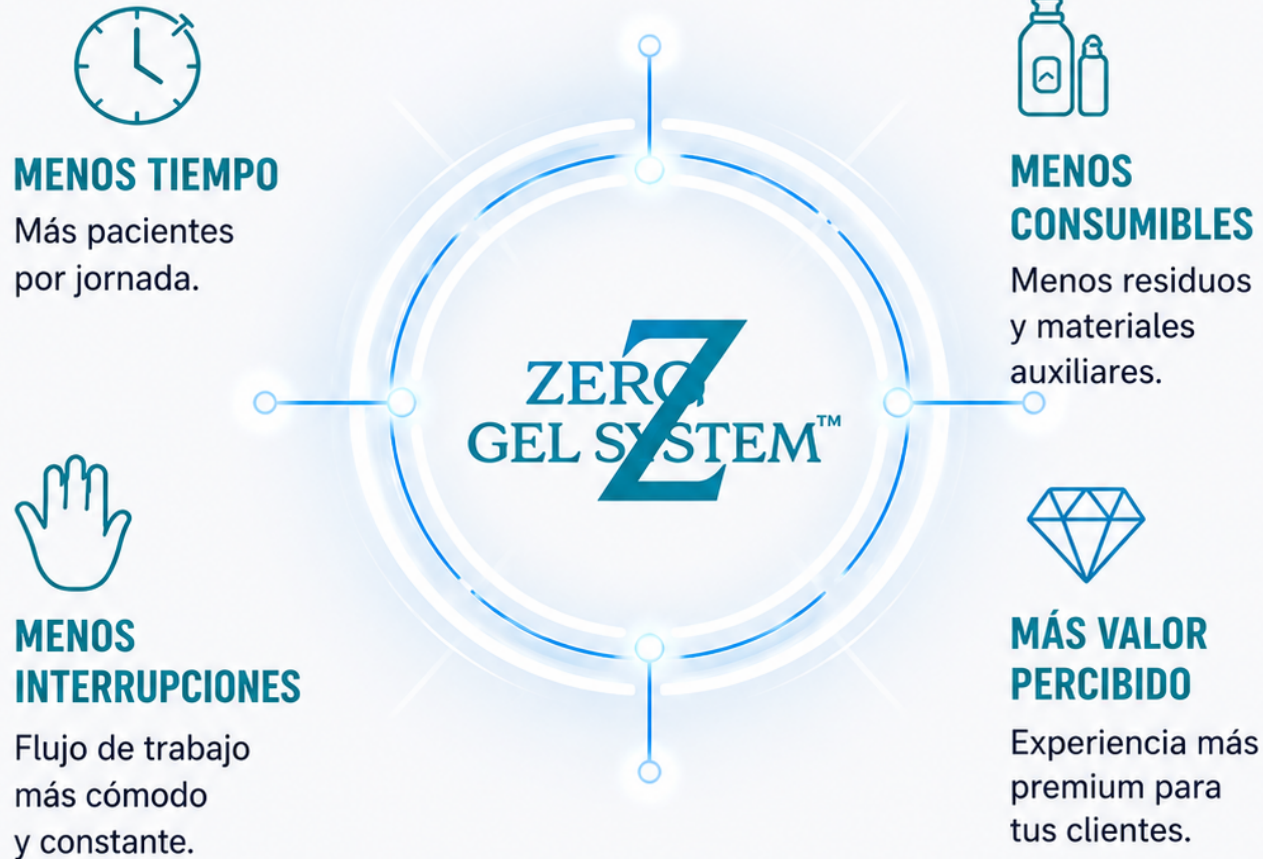 MENOS TIEMPO
Más pacientes
por jornada.
MENOS
CONSUMIBLES
Menos residuos
y materiales
auxiliares.
Z
ZERO
GEL SYSTEM™
MENOS
INTERRUPCIONES
Flujo de trabajo
más cómodo
y constante.
MÁS VALOR
PERCIBIDO
Experiencia más
premium para
tus clientes.